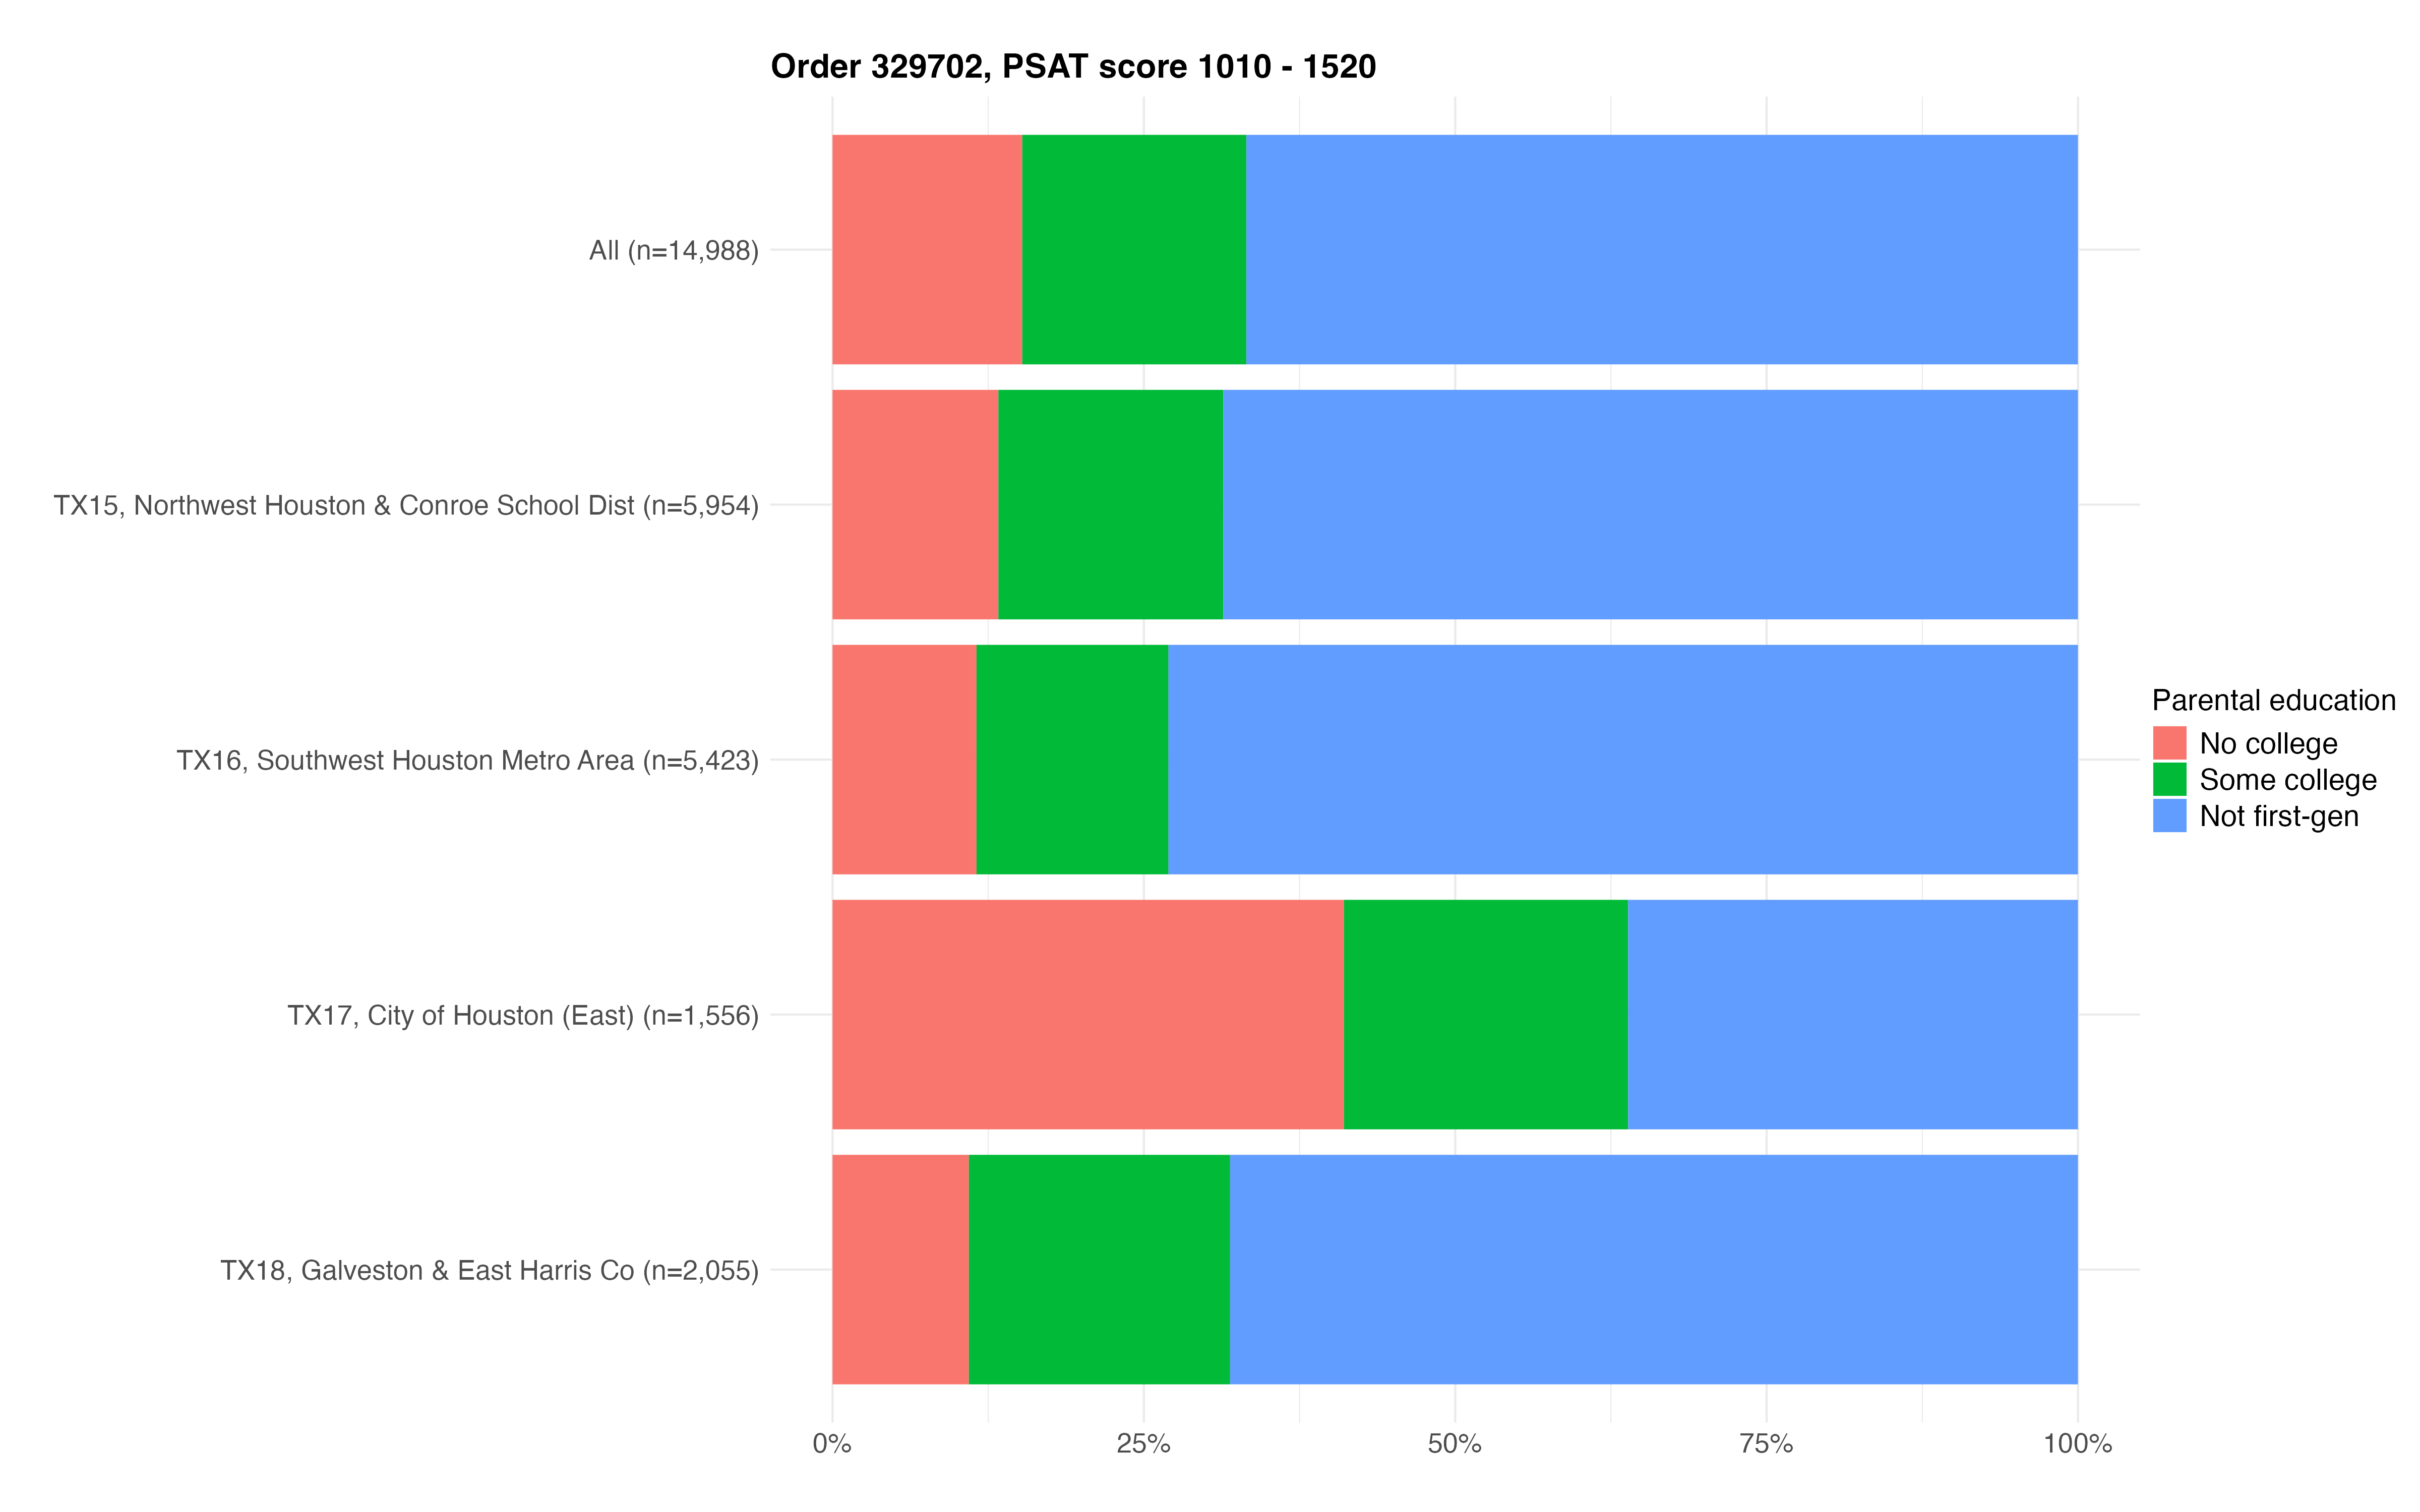 Order 329702, PSAT score 1010 - 1520
All (n=14,988)
TX15, Northwest Houston & Conroe School Dist (n=5,954)
TX16, Southwest Houston Metro Area (n=5,423)
TX17, City of Houston (East) (n=1,556)
TX18, Galveston & East Harris Co (n=2,055)
0% 25% 50% 75% 100%
Parental education
No college
Some college
Not first-gen